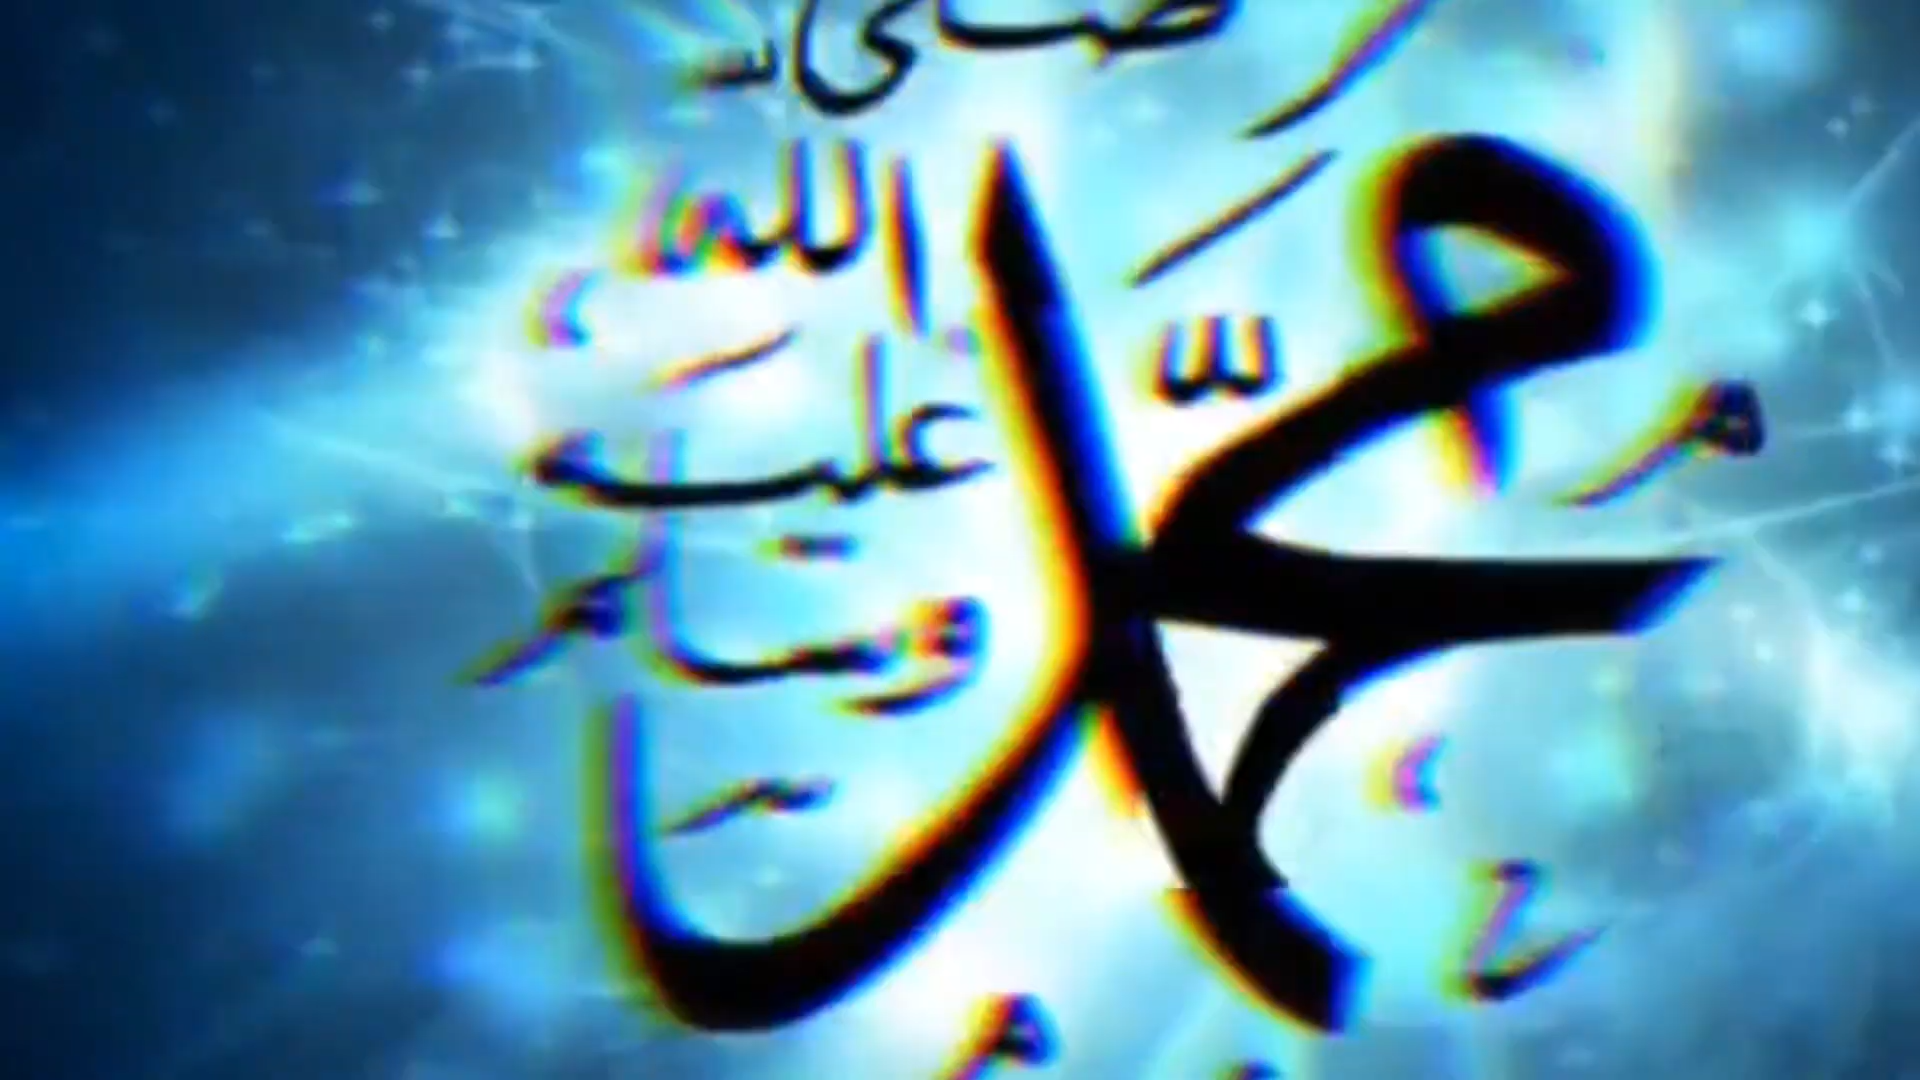 محمد
صلى
الله
عليه
وسلم